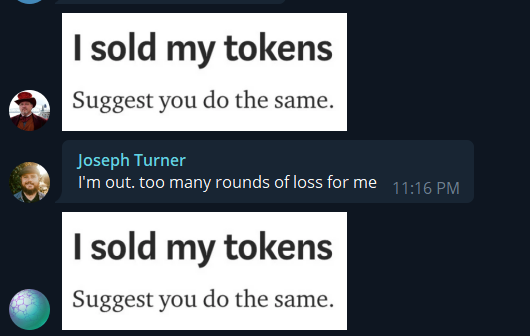 I sold my tokens
Suggest you do the same.
Joseph Turner
I'm out. too many rounds of loss for me 11:16 PM
I sold my tokens
Suggest you do the same.